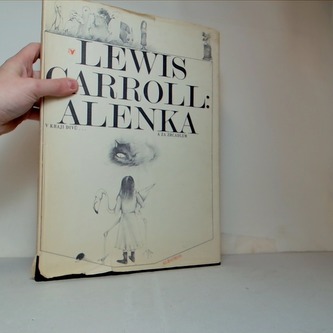 LEWIS
CARROLL:
ALENKA
V KRAJI DIVŮ
A ZA ZRCADLEM